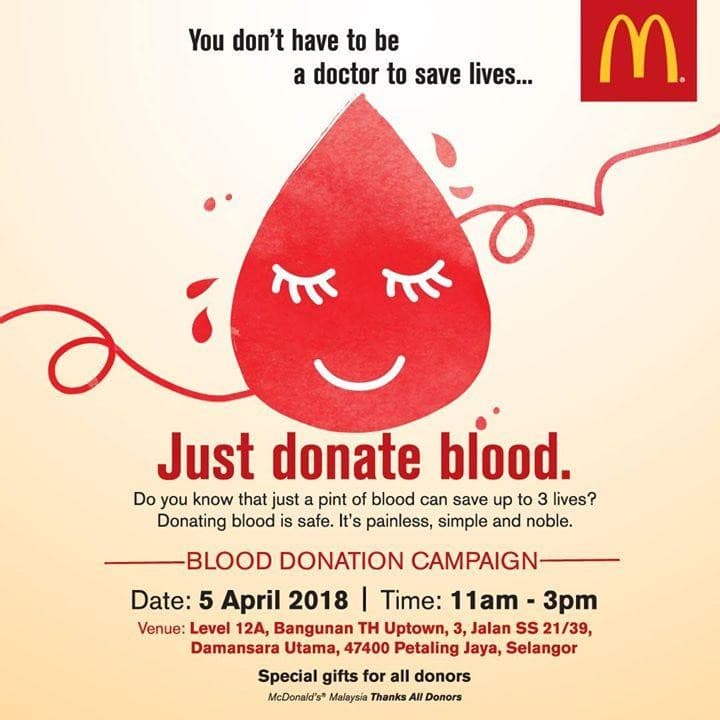 You don't have to be
a doctor to save lives...
M.
Just donate blood.
Do you know that just a pint of blood can save up to 3 lives?
Donating blood is safe. It's painless, simple and noble.
BLOOD DONATION CAMPAIGN
Date: 5 April 2018 | Time: 11am - 3pm
Venue: Level 12A, Bangunan TH Uptown, 3, Jalan SS 21/39,
Damansara Utama, 47400 Petaling Jaya, Selangor
Special gifts for all donors
McDonald's® Malaysia Thanks All Donors